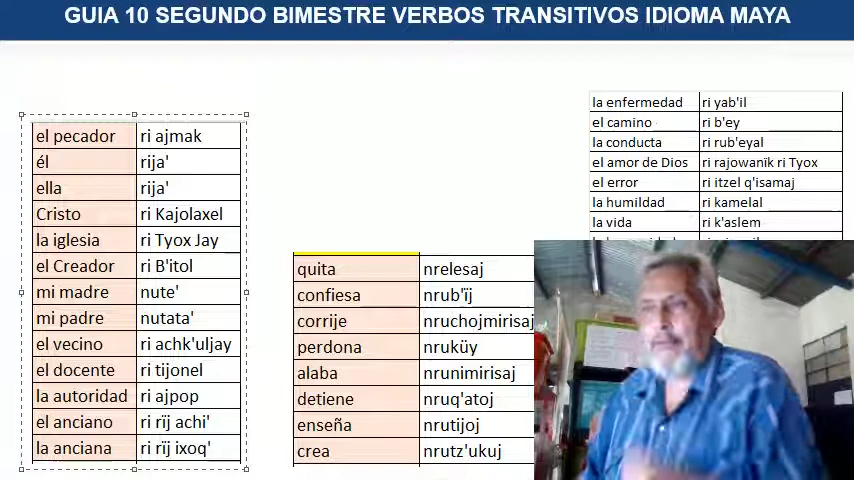 GUIA 10 SEGUNDO BIMESTRE VERBOS TRANSITIVOS IDIOMA MAYA
el pecador ri ajmak
él rija'
ella rija'
Cristo ri Kajolaxel
la iglesia ri Tyox Jay
el Creador ri B'itol
mi madre nute'
mi padre nutata'
el vecino ri achk'uljay
el docente ri tijonel
la autoridad ri ajpop
el anciano ri rïj achi'
la anciana ri rïj ixoq'
quita nrelesaj
confiesa nrub'ïj
corrije nruchojmirisaj
perdona nruküy
alaba nrunimirisaj
detiene nruq'atoj
enseña nrutijoj
crea nrutz'ukuj
la enfermedad ri yab'il
el camino ri b'ey
la conducta ri rub'eyal
el amor de Dios ri rajowanïk ri Tyox
el error ri itzel q'isamaj
la humildad ri kamelal
la vida ri k'aslem